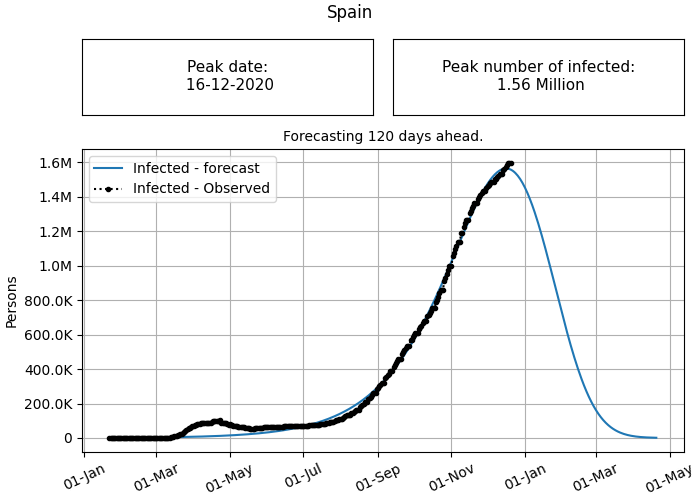 Spain
Peak date:
16-12-2020
Peak number of infected:
1.56 Million
Forecasting 120 days ahead.
Infected - forecast
Infected - Observed
1.6M
1.4M
1.2M
1.0M
800.0K
600.0K
400.0K
200.0K
0
Persons
01-Jan
01-Mar
01-May
01-Jul
01-Sep
01-Nov
01-Jan
01-Mar
01-May